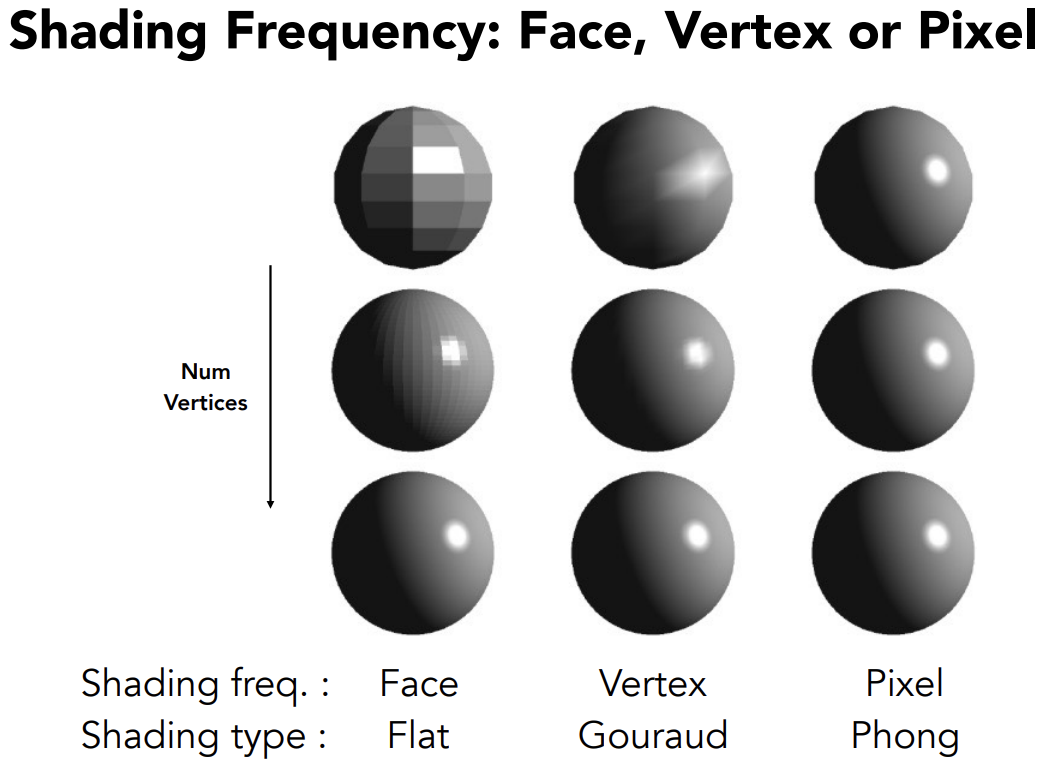 Shading Frequency: Face, Vertex or Pixel
Num
Vertices
Shading freq. : Face Vertex Pixel
Shading type : Flat Gouraud Phong